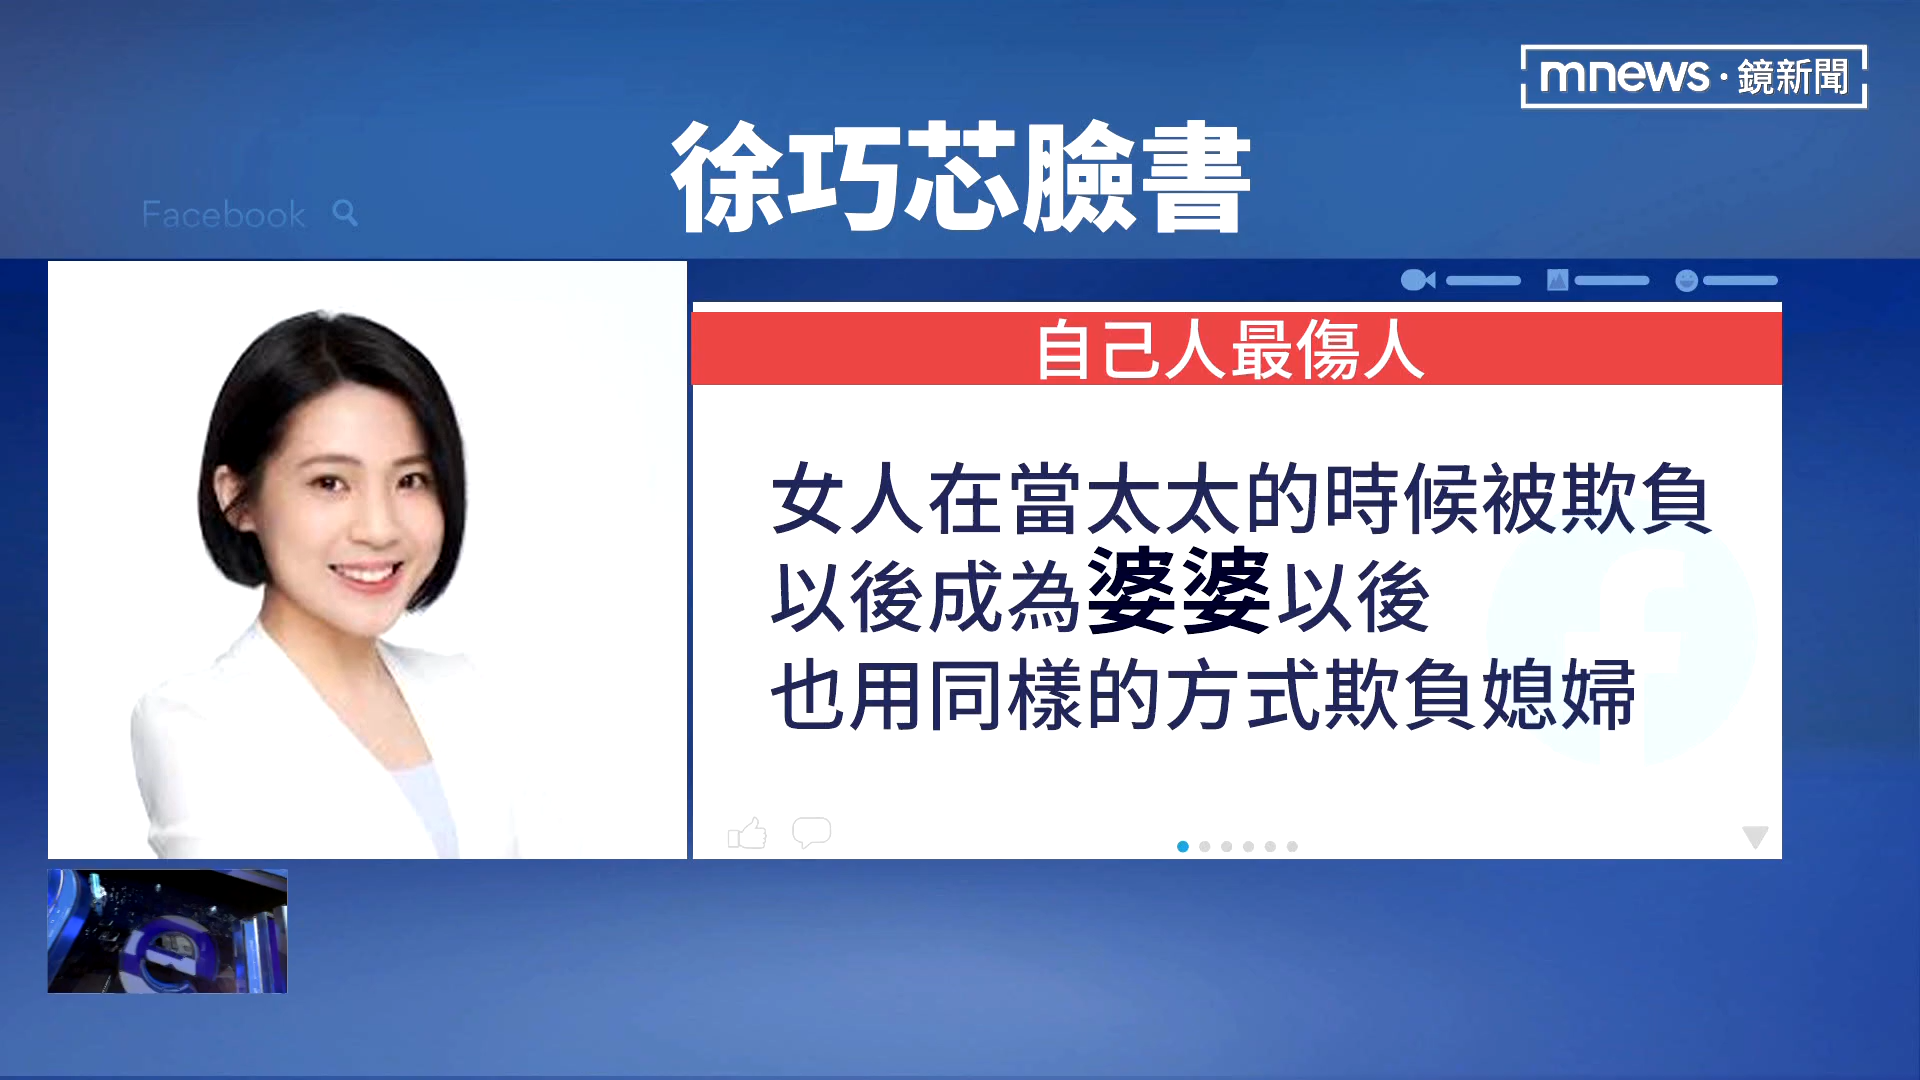 mnews·鏡新聞
徐巧芯臉書
Facebook
自己人最傷人
女人在當太太的時候被欺負
以後成為婆婆以後
也用同樣的方式欺負媳婦